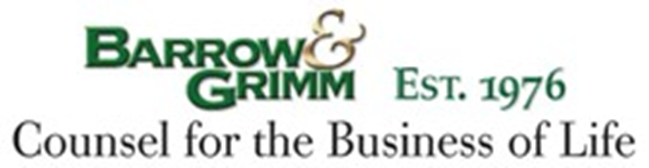 BARROW &
GRIMM EST. 1976
Counsel for the Business of Life